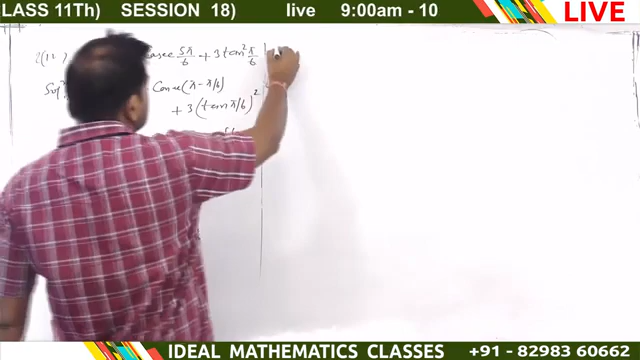 LASS 11Th)    SESSION  18)    live    9:00am - 10
LIVE
2(11) cosec 5π/6 + 3 tan² π/6
Solⁿ Cosec(π − π/6)
+ 3 (tan π/6)²
IDEAL MATHEMATICS CLASSES    +91 - 82983 60662